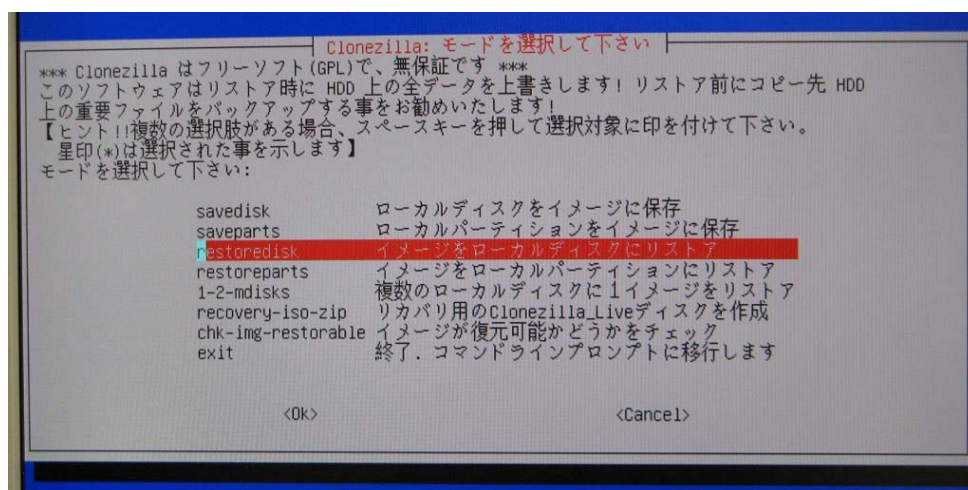 Clonezilla: モードを選択して下さい
*** Clonezilla はフリーソフト(GPL)で、無保証です ***
このソフトウェアはリストア時に HDD 上の全データを上書きします! リストア前にコピー先 HDD
上の重要ファイルをバックアップする事をお勧めいたします!
【ヒント!!複数の選択肢がある場合、スペースキーを押して選択対象に印を付けて下さい。
星印(*)は選択された事を示します】
モードを選択して下さい:
savedisk ローカルディスクをイメージに保存
saveparts ローカルパーティションをイメージに保存
restoredisk イメージをローカルディスクにリストア
restoreparts イメージをローカルパーティションにリストア
1-2-mdisks 複数のローカルディスクに1イメージをリストア
recovery-iso-zip リカバリ用のClonezilla_Liveディスクを作成
chk-img-restorable イメージが復元可能かどうかをチェック
exit 終了. コマンドラインプロンプトに移行します
<Ok> <Cancel>